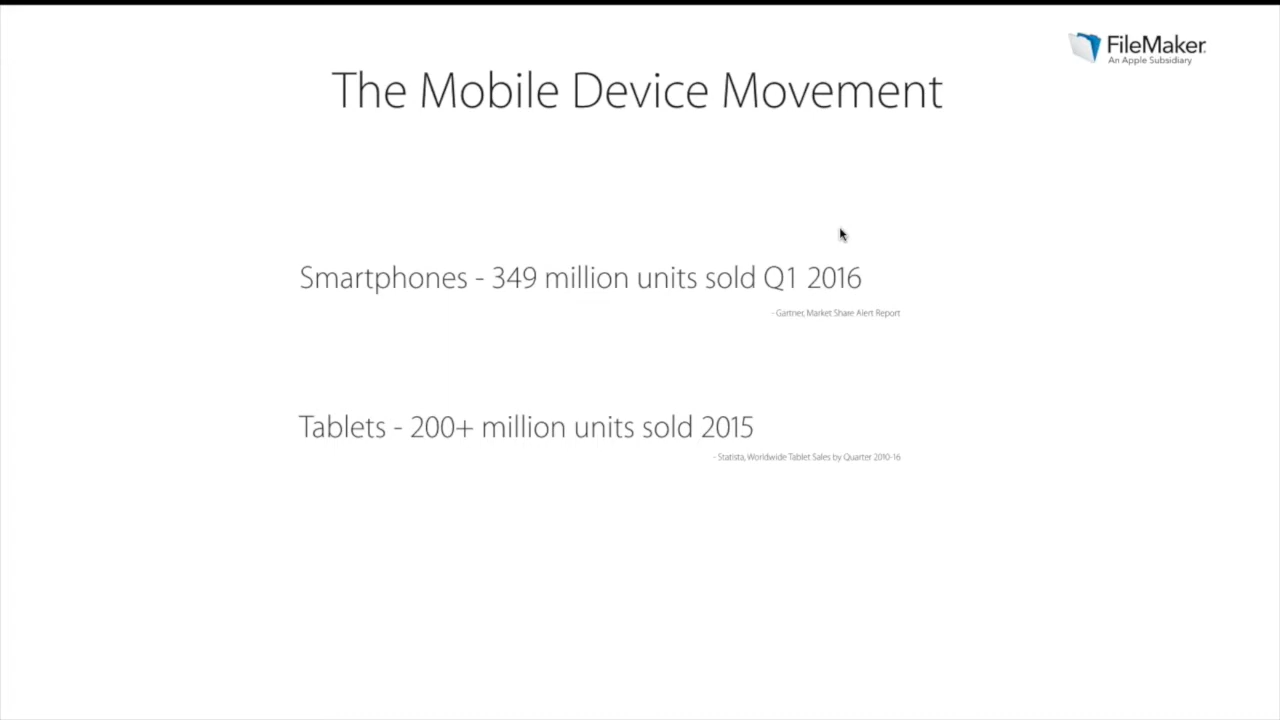 FileMaker
An Apple Subsidiary
The Mobile Device Movement
Smartphones - 349 million units sold Q1 2016
- Gartner, Market Share Alert Report
Tablets - 200+ million units sold 2015
- Statista, Worldwide Tablet Sales by Quarter 2010-16